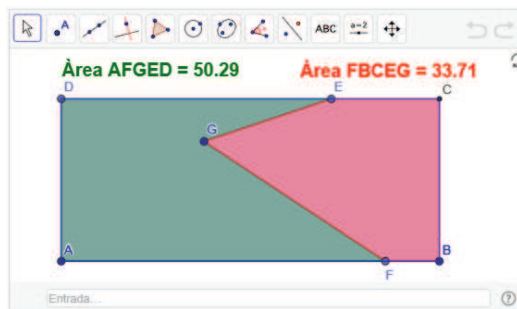 ABC
a=2
Àrea AFGED = 50.29
Àrea FBCEG = 33.71
D
E
C
G
A
B
F
Entrada...
?